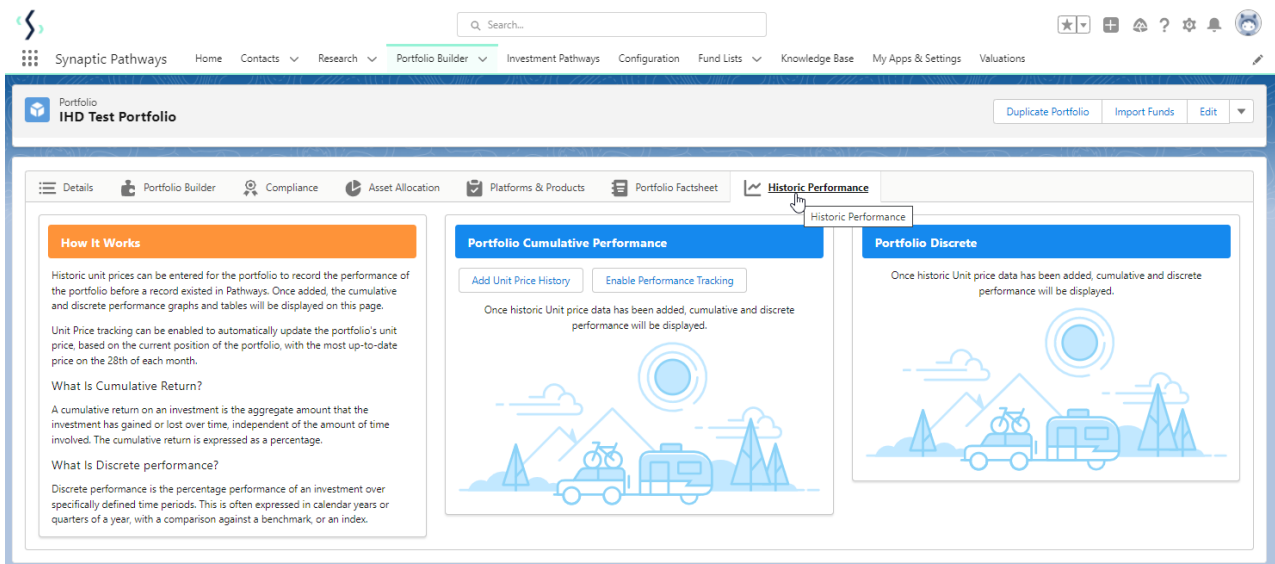 Search...
Synaptic Pathways
Home
Contacts
Research
Portfolio Builder
Investment Pathways
Configuration
Fund Lists
Knowledge Base
My Apps & Settings
Valuations
Portfolio
IHD Test Portfolio
Duplicate Portfolio
Import Funds
Edit
Details
Portfolio Builder
Compliance
Asset Allocation
Platforms & Products
Portfolio Factsheet
Historic Performance
Historic Performance
How It Works
Historic unit prices can be entered for the portfolio to record the performance of
the portfolio before a record existed in Pathways. Once added, the cumulative
and discrete performance graphs and tables will be displayed on this page.
Unit Price tracking can be enabled to automatically update the portfolio's unit
price, based on the current position of the portfolio, with the most up-to-date
price on the 28th of each month.
What Is Cumulative Return?
A cumulative return on an investment is the aggregate amount that the
investment has gained or lost over time, independent of the amount of time
involved. The cumulative return is expressed as a percentage.
What Is Discrete performance?
Discrete performance is the percentage performance of an investment over
specifically defined time periods. This is often expressed in calendar years or
quarters of a year, with a comparison against a benchmark, or an index.
Portfolio Cumulative Performance
Add Unit Price History
Enable Performance Tracking
Once historic Unit price data has been added, cumulative and discrete
performance will be displayed.
Portfolio Discrete
Once historic Unit price data has been added, cumulative and discrete
performance will be displayed.